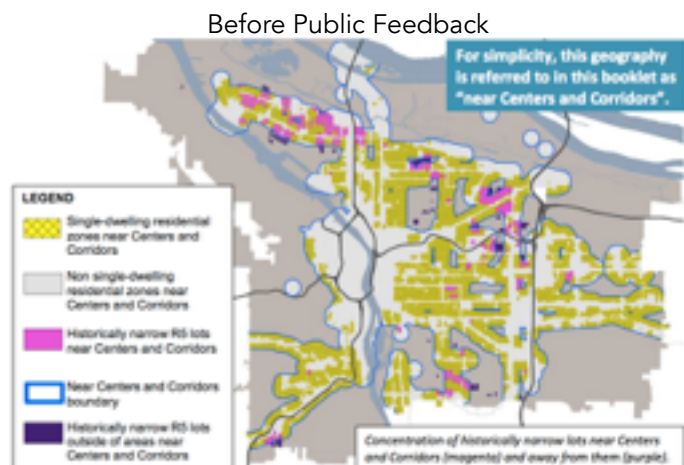 Before Public Feedback
For simplicity, this geography
is referred to in this booklet as
"near Centers and Corridors".
LEGEND
Single-dwelling residential
zones near Centers and
Corridors
Non single-dwelling
residential zones near
Centers and Corridors
Historically narrow R5 lots
near Centers and Corridors
Near Centers and Corridors
boundary
Historically narrow R5 lots
outside of areas near
Centers and Corridors
Concentration of historically narrow lots near Centers
and Corridors (magenta) and away from them (purple).